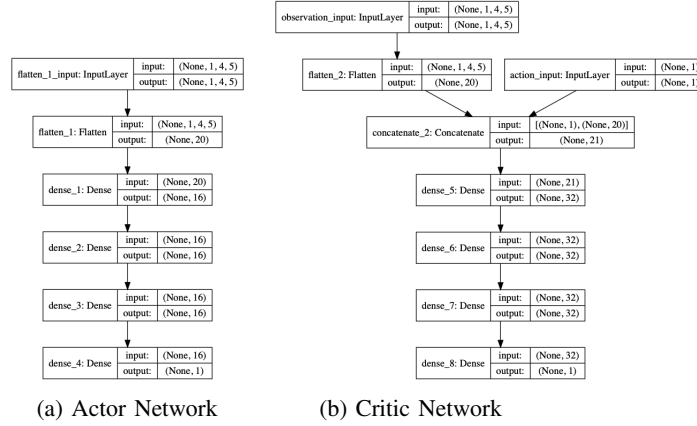 flatten_1_input: InputLayer
input: (None, 1, 4, 5)
output: (None, 1, 4, 5)
flatten_1: Flatten
input: (None, 1, 4, 5)
output: (None, 20)
dense_1: Dense
input: (None, 20)
output: (None, 16)
dense_2: Dense
input: (None, 16)
output: (None, 16)
dense_3: Dense
input: (None, 16)
output: (None, 16)
dense_4: Dense
input: (None, 16)
output: (None, 1)
(a) Actor Network
observation_input: InputLayer
input: (None, 1, 4, 5)
output: (None, 1, 4, 5)
flatten_2: Flatten
input: (None, 1, 4, 5)
output: (None, 20)
action_input: InputLayer
input: (None, 1)
output: (None, 1)
concatenate_2: Concatenate
input: [(None, 1), (None, 20)]
output: (None, 21)
dense_5: Dense
input: (None, 21)
output: (None, 32)
dense_6: Dense
input: (None, 32)
output: (None, 32)
dense_7: Dense
input: (None, 32)
output: (None, 32)
dense_8: Dense
input: (None, 32)
output: (None, 1)
(b) Critic Network